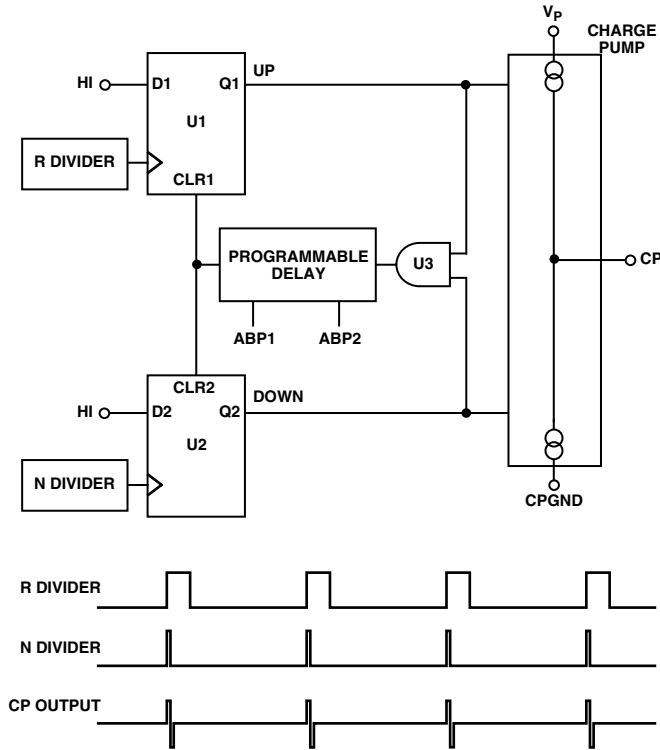 VP
CHARGE
PUMP
UP
HI
D1
Q1
U1
R DIVIDER
CLR1
PROGRAMMABLE
DELAY
U3
CP
ABP1
ABP2
CLR2
DOWN
HI
D2
Q2
U2
N DIVIDER
CPGND
R DIVIDER
N DIVIDER
CP OUTPUT